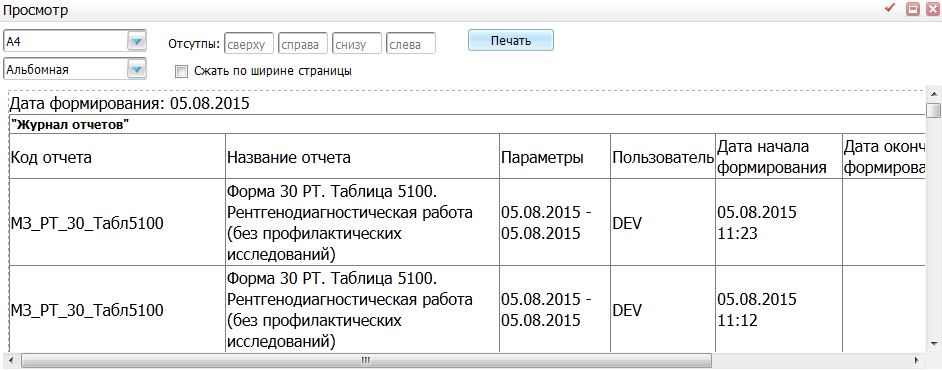 Просмотр
A4
Отсутпы: сверху справа снизу слева
Печать
Альбомная
Сжать по ширине страницы
Дата формирования: 05.08.2015
"Журнал отчетов"
Код отчета
Название отчета
Параметры
Пользователь
Дата начала
формирования
Дата оконч
формирова
МЗ_РТ_30_Табл5100
Форма 30 РТ. Таблица 5100.
Рентгенодиагностическая работа
(без профилактических
исследований)
05.08.2015 -
05.08.2015
DEV
05.08.2015
11:23
МЗ_РТ_30_Табл5100
Форма 30 РТ. Таблица 5100.
Рентгенодиагностическая работа
(без профилактических
исследований)
05.08.2015 -
05.08.2015
DEV
05.08.2015
11:12